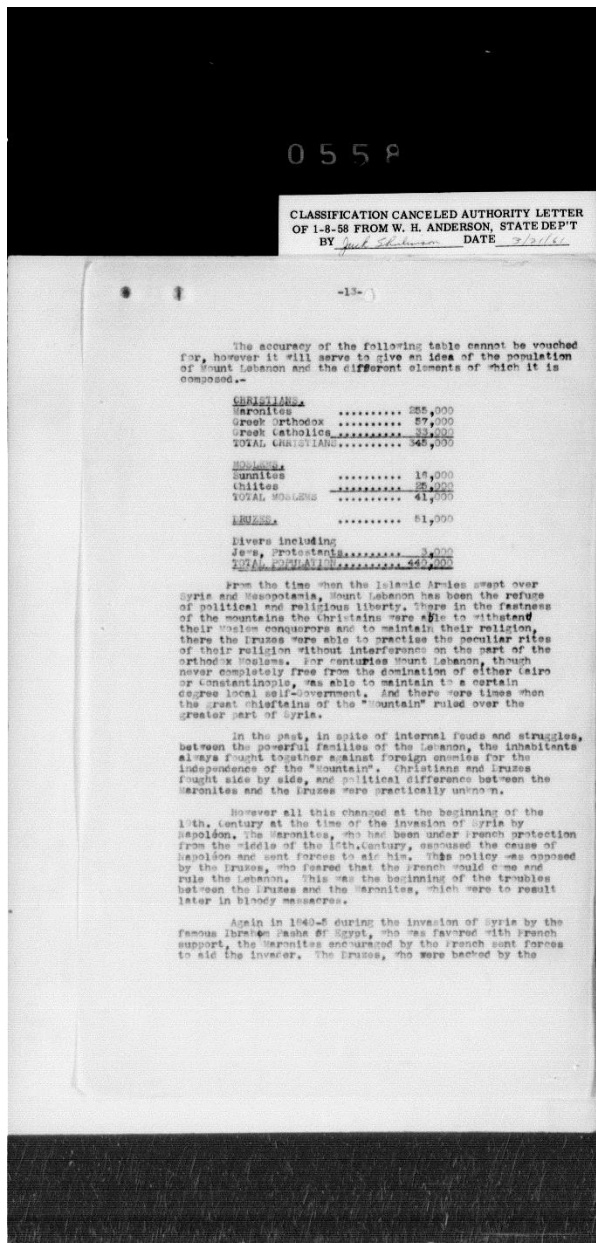 0558
CLASSIFICATION CANCELED AUTHORITY LETTER
OF 1-8-58 FROM W. H. ANDERSON, STATE DEP'T
BY DATE 3/21/61
-13-
The accuracy of the following table cannot be vouched
for, however it will serve to give an idea of the population
of Mount Lebanon and the different elements of which it is
composed.-
CHRISTIANS.
Maronites .......... 255,000
Greek Orthodox .......... 57,000
Greek Catholics .......... 33,000
TOTAL CHRISTIANS.......... 345,000
MOSLEMS.
Sunnites .......... 16,000
Chiites .......... 25,000
TOTAL MOSLEMS .......... 41,000
DRUZES. .......... 51,000
Divers including
Jews, Protestants......... 3,000
TOTAL POPULATION.......... 440,000
From the time when the Islamic Armies swept over
Syria and Mesopotamia, Mount Lebanon has been the refuge
of political and religious liberty. There in the fastness
of the mountains the Christains were able to withstand
their Moslem conquerors and to maintain their religion,
there the Druzes were able to practise the peculiar rites
of their religion without interference on the part of the
orthodox Moslems. For centuries Mount Lebanon, though
never completely free from the domination of either Cairo
or Constantinople, was able to maintain to a certain
degree local self-Government. And there were times when
the great chieftains of the "Mountain" ruled over the
greater part of Syria.
In the past, in spite of internal feuds and struggles,
between the powerful families of the Lebanon, the inhabitants
always fought together against foreign enemies for the
independence of the "Mountain". Christians and Druzes
fought side by side, and political difference between the
Maronites and the Druzes were practically unknown.
However all this changed at the beginning of the
19th. Century at the time of the invasion of Syria by
Napoléon. The Maronites, who had been under French protection
from the middle of the 18th.Century, espoused the cause of
Napoléon and sent forces to aid him. This policy was opposed
by the Druzes, who feared that the French would come and
rule the Lebanon. This was the beginning of the troubles
between the Druzes and the Maronites, which were to result
later in bloody massacres.
Again in 1840-5 during the invasion of Syria by the
famous Ibrahem Pasha of Egypt, who was favored with French
support, the Maronites encouraged by the French sent forces
to aid the invader. The Druzes, who were backed by the